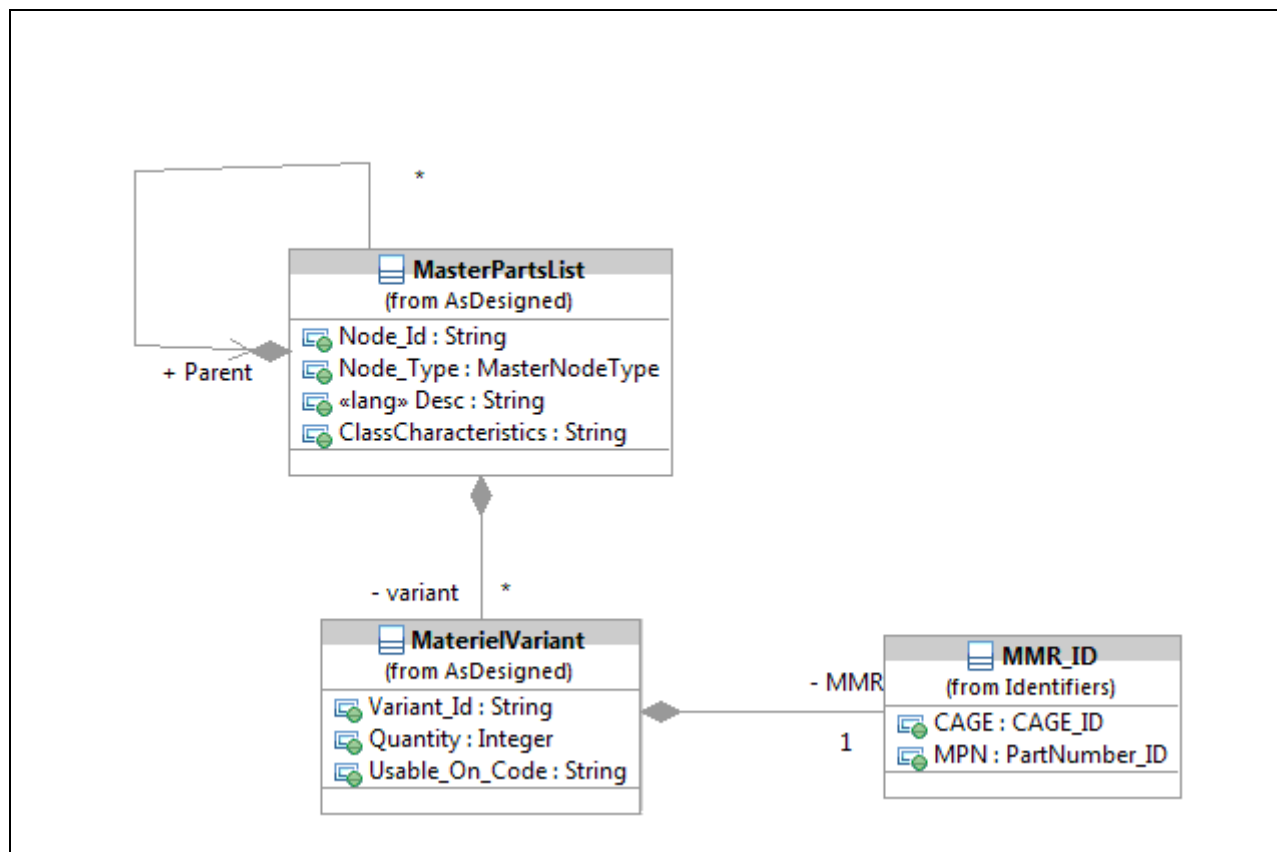 *
MasterPartsList
(from AsDesigned)
Node_Id : String
Node_Type : MasterNodeType
«lang» Desc : String
ClassCharacteristics : String
+ Parent
- variant *
MaterielVariant
(from AsDesigned)
Variant_Id : String
Quantity : Integer
Usable_On_Code : String
- MMR
1
MMR_ID
(from Identifiers)
CAGE : CAGE_ID
MPN : PartNumber_ID